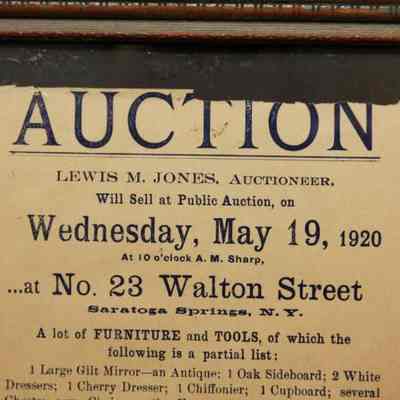 AUCTION
LEWIS M. JONES, AUCTIONEER,
Will Sell at Public Auction, on
Wednesday, May 19, 1920
At 10 o'clock A. M. Sharp,
...at No. 23 Walton Street
Saratoga Springs, N. Y.
A lot of FURNITURE and TOOLS, of which the
following is a partial list:
1 Large Gilt Mirror—an Antique; 1 Oak Sideboard; 2 White
Dressers; 1 Cherry Dresser; 1 Chiffonier; 1 Cupboard; several